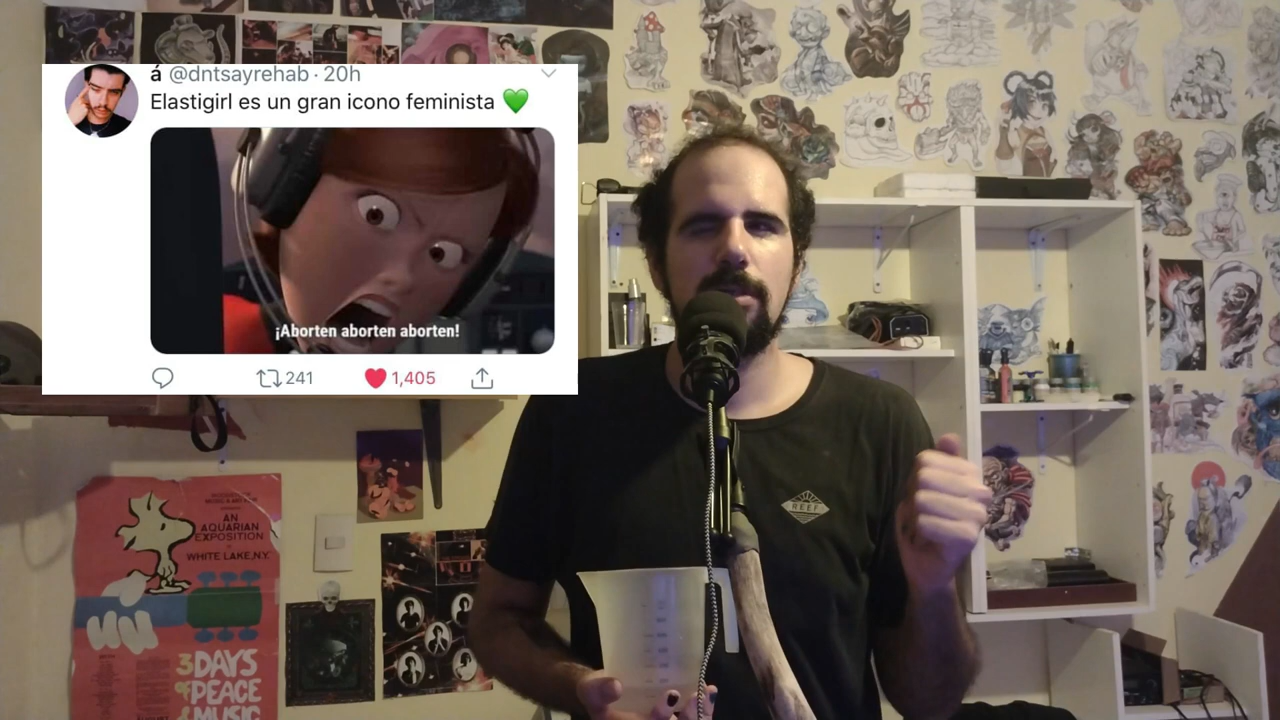 á @dntsayrehab · 20h
Elastigirl es un gran icono feminista 💚
¡Aborten aborten aborten!
241
1,405
REEF
AN
AQUARIAN
EXPOSITION
WHITE LAKE, N.Y.
3 DAYS
of PEACE
& MUSIC